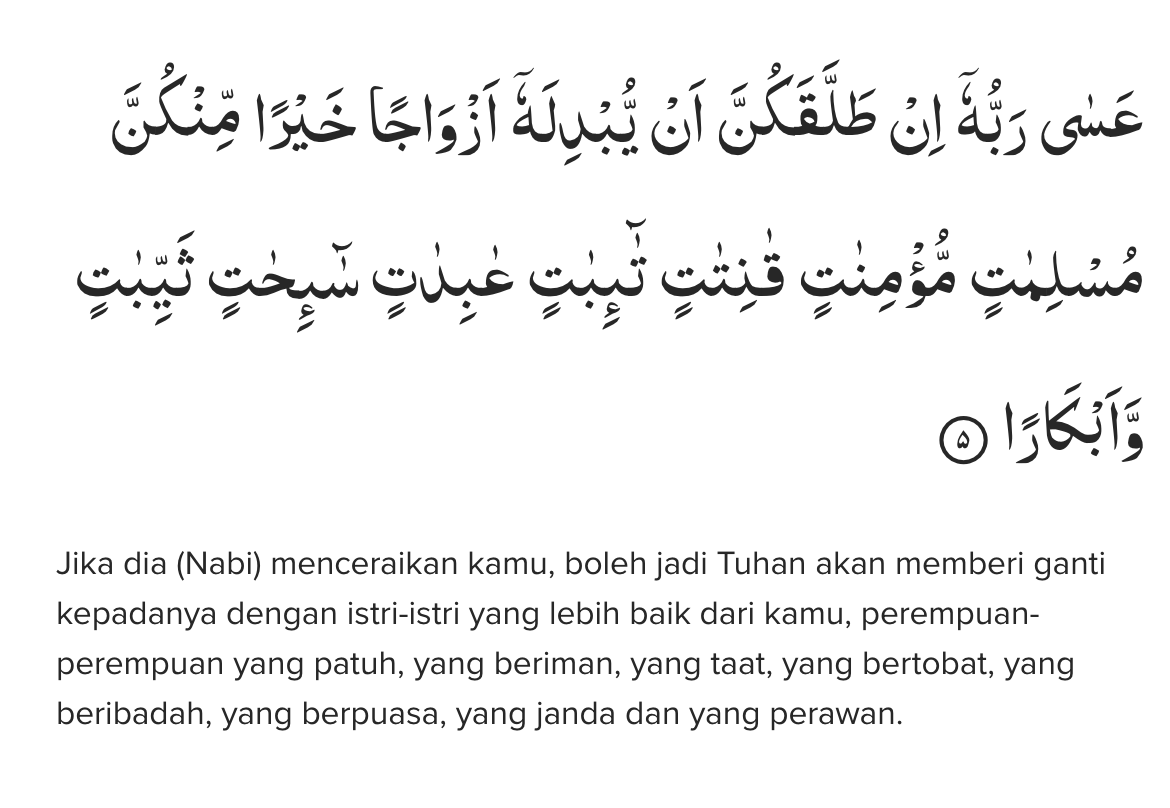 عَسٰى رَبُّهٗٓ اِنْ طَلَّقَكُنَّ اَنْ يُّبْدِلَهٗٓ اَزْوَاجًا خَيْرًا مِّنْكُنَّ
مُسْلِمٰتٍ مُّؤْمِنٰتٍ قٰنِتٰتٍ تٰۤىِٕبٰتٍ عٰبِدٰتٍ سٰۤىِٕحٰتٍ ثَيِّبٰتٍ
وَّاَبْكَارًا ۵
Jika dia (Nabi) menceraikan kamu, boleh jadi Tuhan akan memberi ganti
kepadanya dengan istri-istri yang lebih baik dari kamu, perempuan-
perempuan yang patuh, yang beriman, yang taat, yang bertobat, yang
beribadah, yang berpuasa, yang janda dan yang perawan.